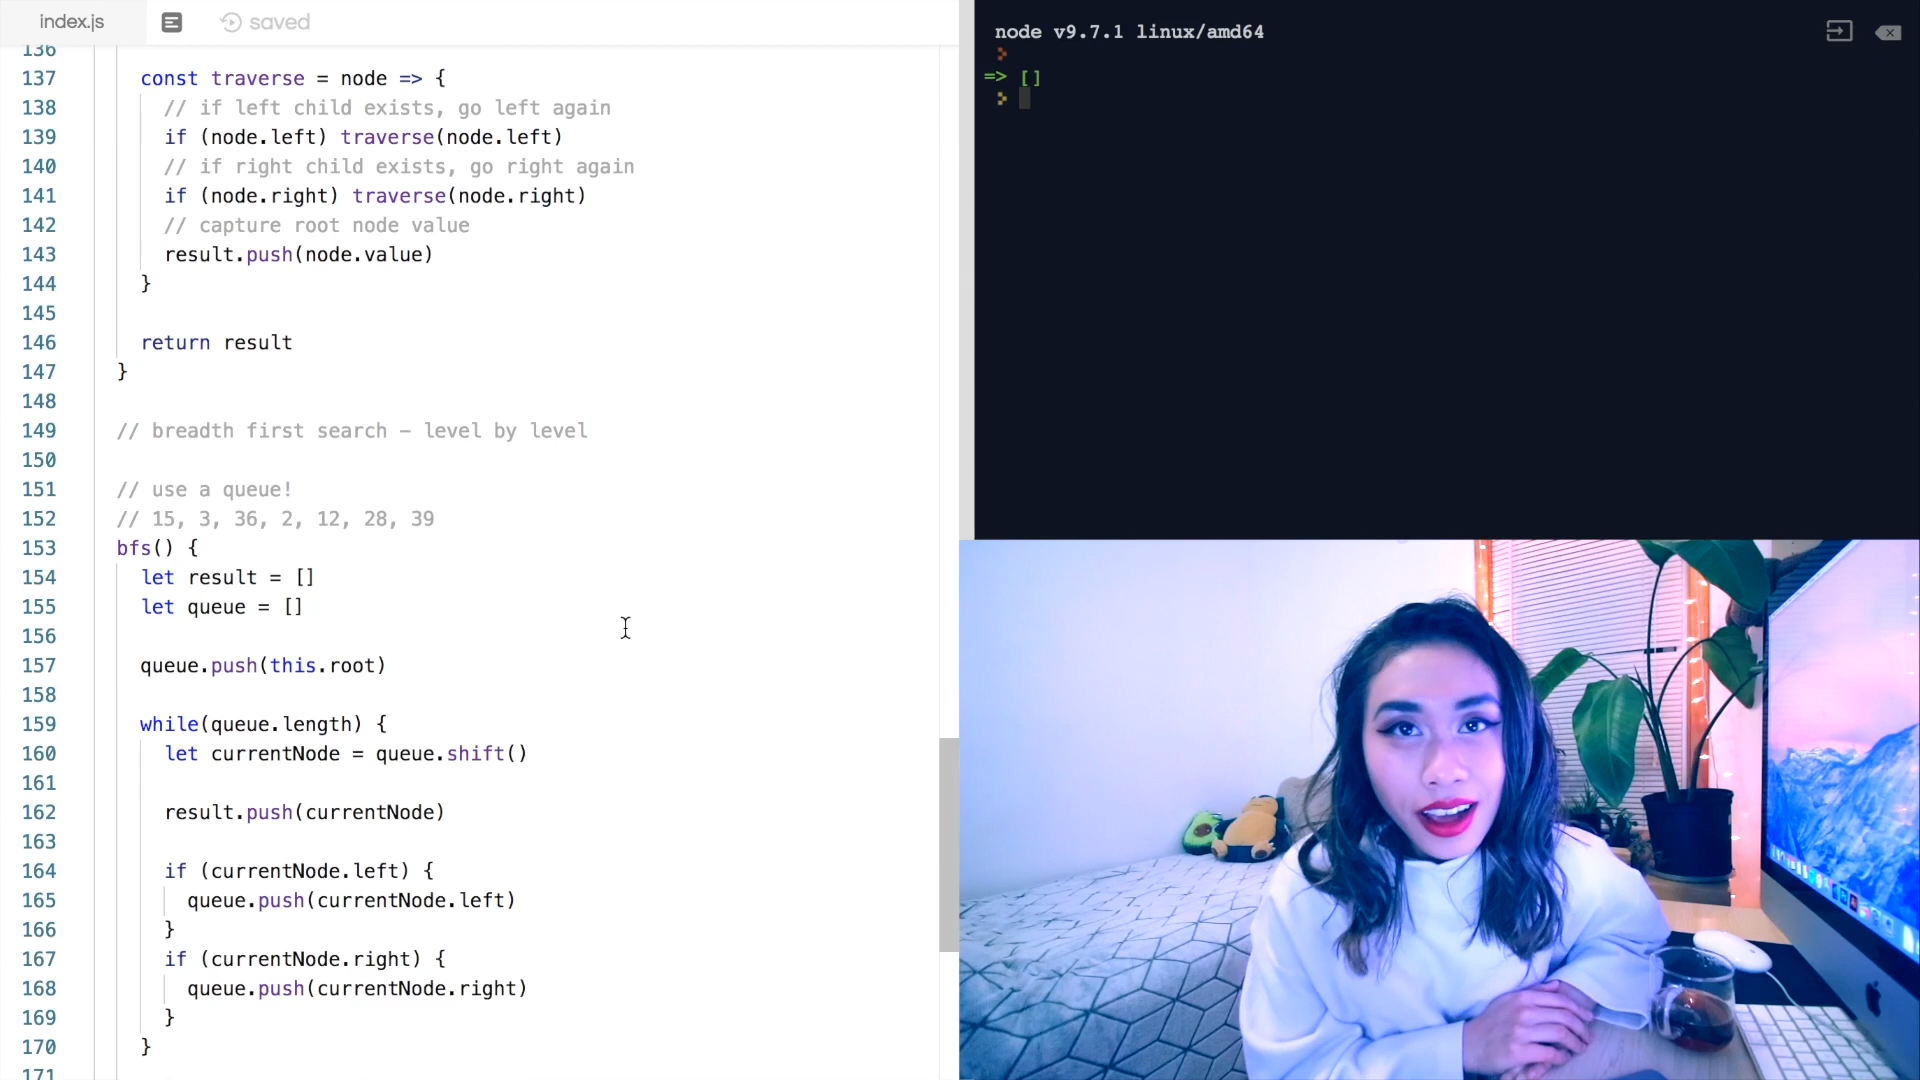 index.js
saved
136
137 const traverse = node => {
138 // if left child exists, go left again
139 if (node.left) traverse(node.left)
140 // if right child exists, go right again
141 if (node.right) traverse(node.right)
142 // capture root node value
143 result.push(node.value)
144 }
145
146 return result
147 }
148
149 // breadth first search – level by level
150
151 // use a queue!
152 // 15, 3, 36, 2, 12, 28, 39
153 bfs() {
154 let result = []
155 let queue = []
156
157 queue.push(this.root)
158
159 while(queue.length) {
160 let currentNode = queue.shift()
161
162 result.push(currentNode)
163
164 if (currentNode.left) {
165 queue.push(currentNode.left)
166 }
167 if (currentNode.right) {
168 queue.push(currentNode.right)
169 }
170 }
171
node v9.7.1 linux/amd64
=> []